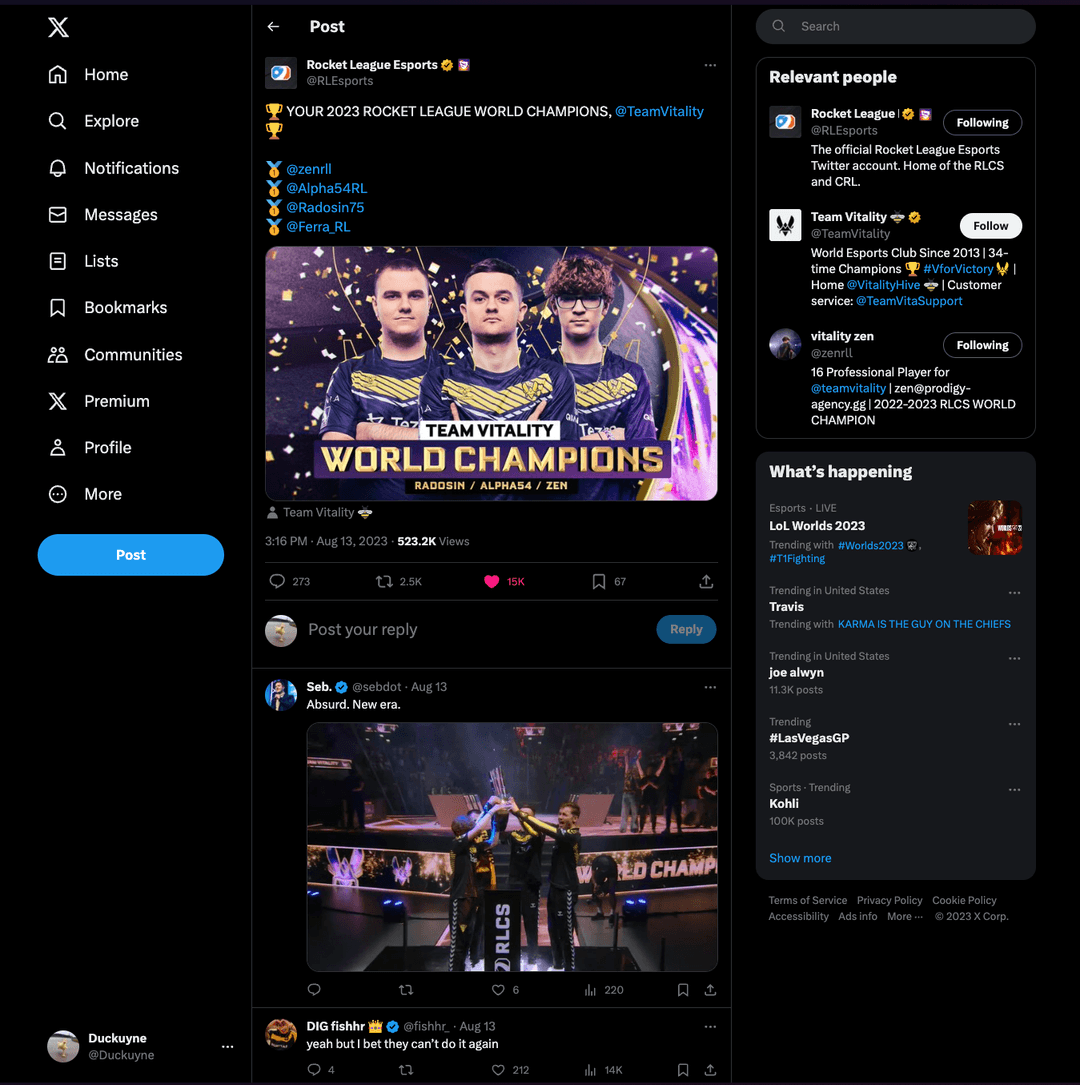 Home
Explore
Notifications
Messages
Lists
Bookmarks
Communities
Premium
Profile
More
Post
Duckuyne
@Duckuyne
Post
Rocket League Esports
@RLEsports
🏆 YOUR 2023 ROCKET LEAGUE WORLD CHAMPIONS, @TeamVitality
🏆
🥇 @zenrll
🥇 @Alpha54RL
🥇 @Radosin75
🥇 @Ferra_RL
TEAM VITALITY
WORLD CHAMPIONS
RADOSIN / ALPHA54 / ZEN
Team Vitality 🐝
3:16 PM · Aug 13, 2023 · 523.2K Views
273 2.5K 15K 67
Post your reply
Reply
Seb. @sebdot · Aug 13
Absurd. New era.
WORLD CHAMP
RLCS
6 220
DIG fishhr 👑 @fishhr_ · Aug 13
yeah but I bet they can't do it again
4 212 14K
Search
Relevant people
Rocket League
@RLEsports
Following
The official Rocket League Esports
Twitter account. Home of the RLCS
and CRL.
Team Vitality 🐝
@TeamVitality
Follow
World Esports Club Since 2013 | 34-
time Champions 🏆 #VforVictory |
Home @VitalityHive 🐝 | Customer
service: @TeamVitaSupport
vitality zen
@zenrll
Following
16 Professional Player for
@teamvitality | zen@prodigy-
agency.gg | 2022-2023 RLCS WORLD
CHAMPION
What's happening
Esports · LIVE
LoL Worlds 2023
Trending with #Worlds2023,
#T1Fighting
Trending in United States
Travis
Trending with KARMA IS THE GUY ON THE CHIEFS
Trending in United States
joe alwyn
11.3K posts
Trending
#LasVegasGP
3,842 posts
Sports · Trending
Kohli
100K posts
Show more
Terms of Service Privacy Policy Cookie Policy
Accessibility Ads info More ··· © 2023 X Corp.